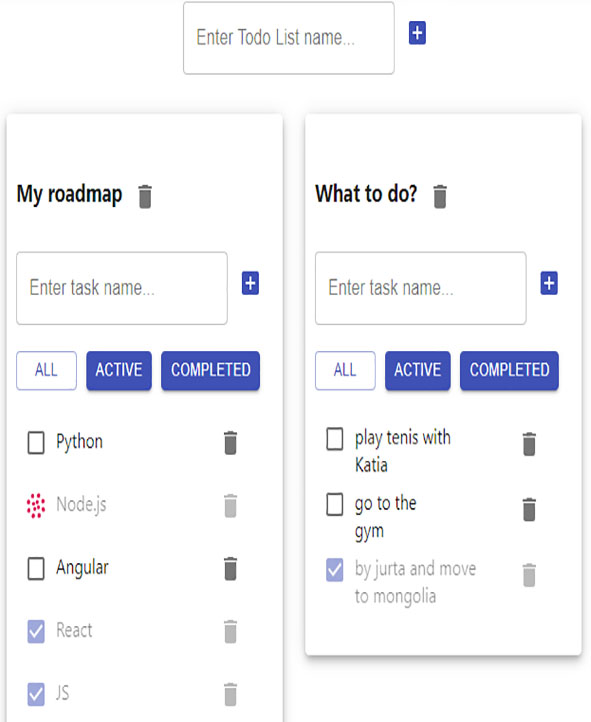 Enter Todo List name...
My roadmap
Enter task name...
ALL ACTIVE COMPLETED
Python
Node.js
Angular
React
JS
What to do?
Enter task name...
ALL ACTIVE COMPLETED
play tenis with
Katia
go to the
gym
by jurta and move
to mongolia